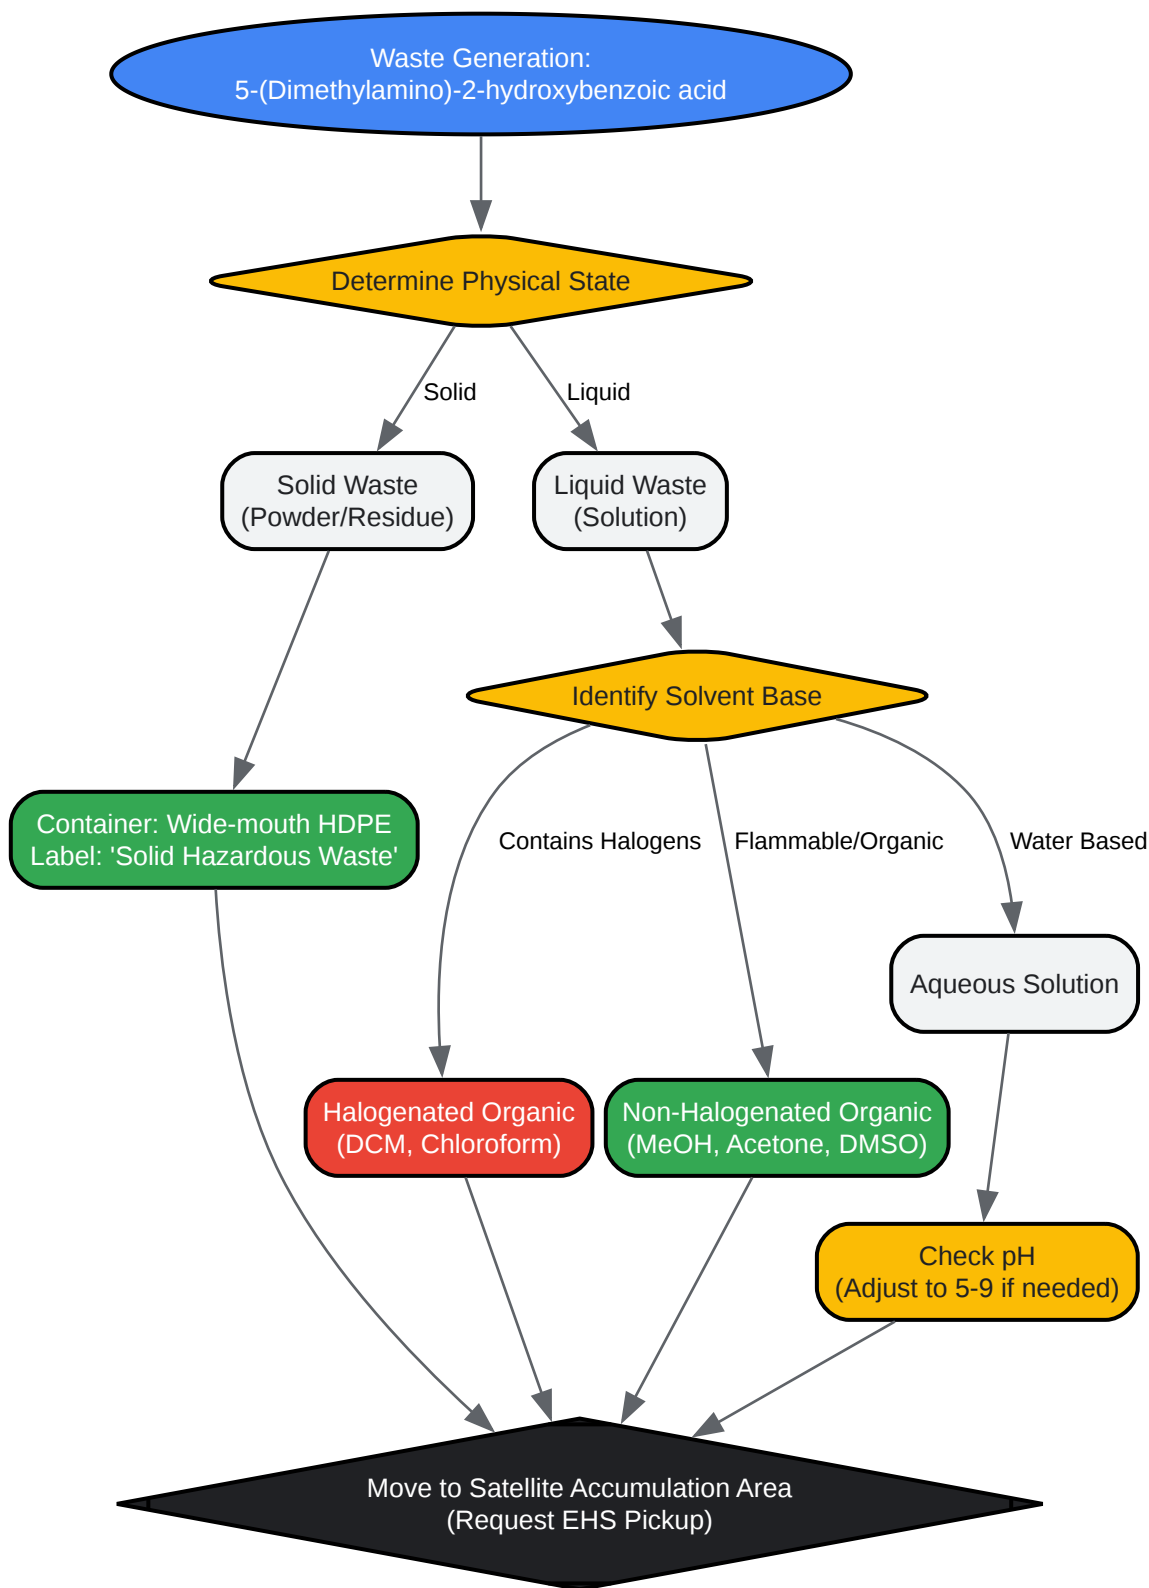 Waste Generation:
5-(Dimethylamino)-2-hydroxybenzoic acid
Determine Physical State
Solid
Liquid
Solid Waste
(Powder/Residue)
Liquid Waste
(Solution)
Identify Solvent Base
Container: Wide-mouth HDPE
Label: 'Solid Hazardous Waste'
Contains Halogens
Flammable/Organic
Water Based
Aqueous Solution
Halogenated Organic
(DCM, Chloroform)
Non-Halogenated Organic
(MeOH, Acetone, DMSO)
Check pH
(Adjust to 5-9 if needed)
Move to Satellite Accumulation Area
(Request EHS Pickup)